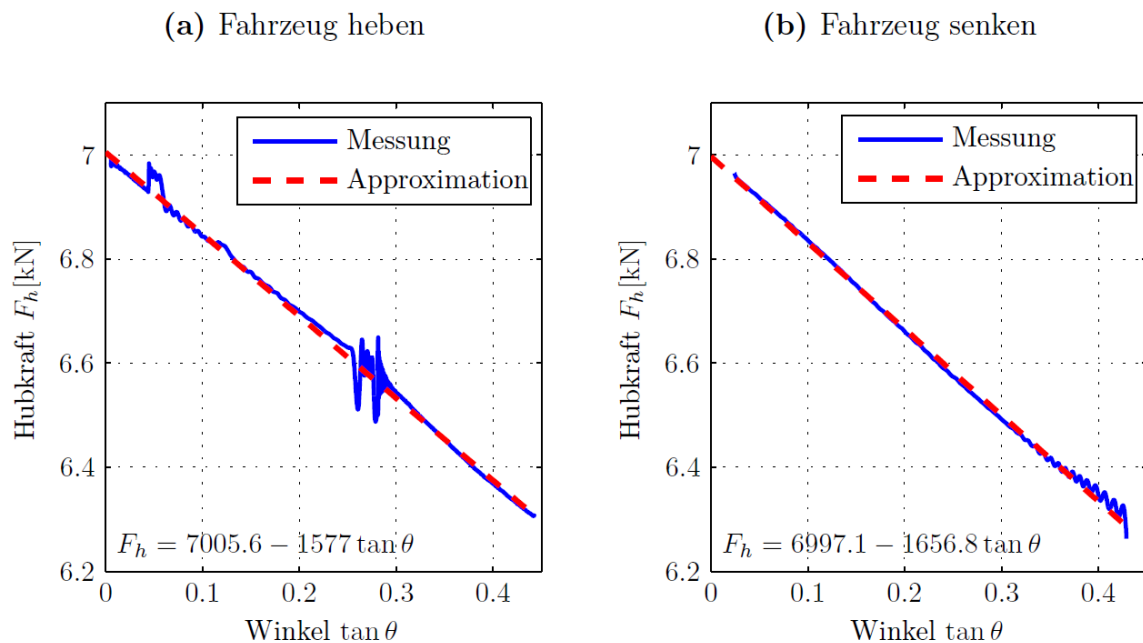 (a) Fahrzeug heben
Messung
Approximation
7
6.8
6.6
6.4
6.2
Hubkraft F_h[kN]
F_h = 7005.6 − 1577 tan θ
0 0.1 0.2 0.3 0.4
Winkel tan θ
(b) Fahrzeug senken
Messung
Approximation
7
6.8
6.6
6.4
6.2
Hubkraft F_h[kN]
F_h = 6997.1 − 1656.8 tan θ
0 0.1 0.2 0.3 0.4
Winkel tan θ